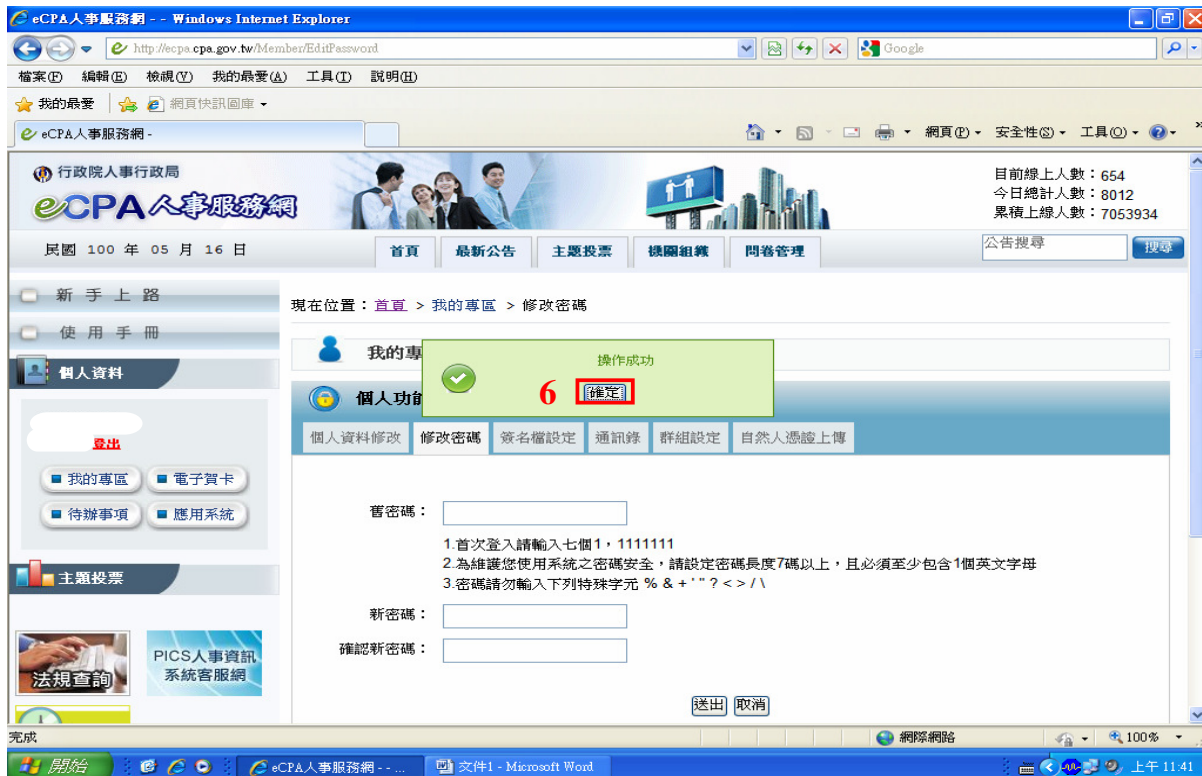 eCPA人事服務網 - - Windows Internet Explorer
http://ecpa.cpa.gov.tw/Member/EditPassword
Google
檔案(F) 編輯(E) 檢視(V) 我的最愛(A) 工具(T) 說明(H)
我的最愛 網頁快訊圖庫
eCPA人事服務網 -
網頁(P) 安全性(S) 工具(O) »
行政院人事行政局
eCPA人事服務網
目前線上人數：654
今日總計人數：8012
累積上線人數：7053934
民國 100 年 05 月 16 日
首頁 最新公告 主題投票 機關組織 問卷管理
公告搜尋 搜尋
新手上路
使用手冊
個人資料
登出
我的專區 電子賀卡
待辦事項 應用系統
主題投票
法規查詢
PICS人事資訊
系統客服網
現在位置：首頁 > 我的專區 > 修改密碼
我的專
操作成功
6 確定
個人功能
個人資料修改 修改密碼 簽名檔設定 通訊錄 群組設定 自然人憑證上傳
舊密碼：
1.首次登入請輸入七個1，1111111
2.為維護您使用系統之密碼安全，請設定密碼長度7碼以上，且必須至少包含1個英文字母
3.密碼請勿輸入下列特殊字元 % & + ' " ? < > / \
新密碼：
確認新密碼：
送出 取消
完成 網際網路 100%
開始 eCPA人事服務網 - - ... 文件1 - Microsoft Word 上午 11:41